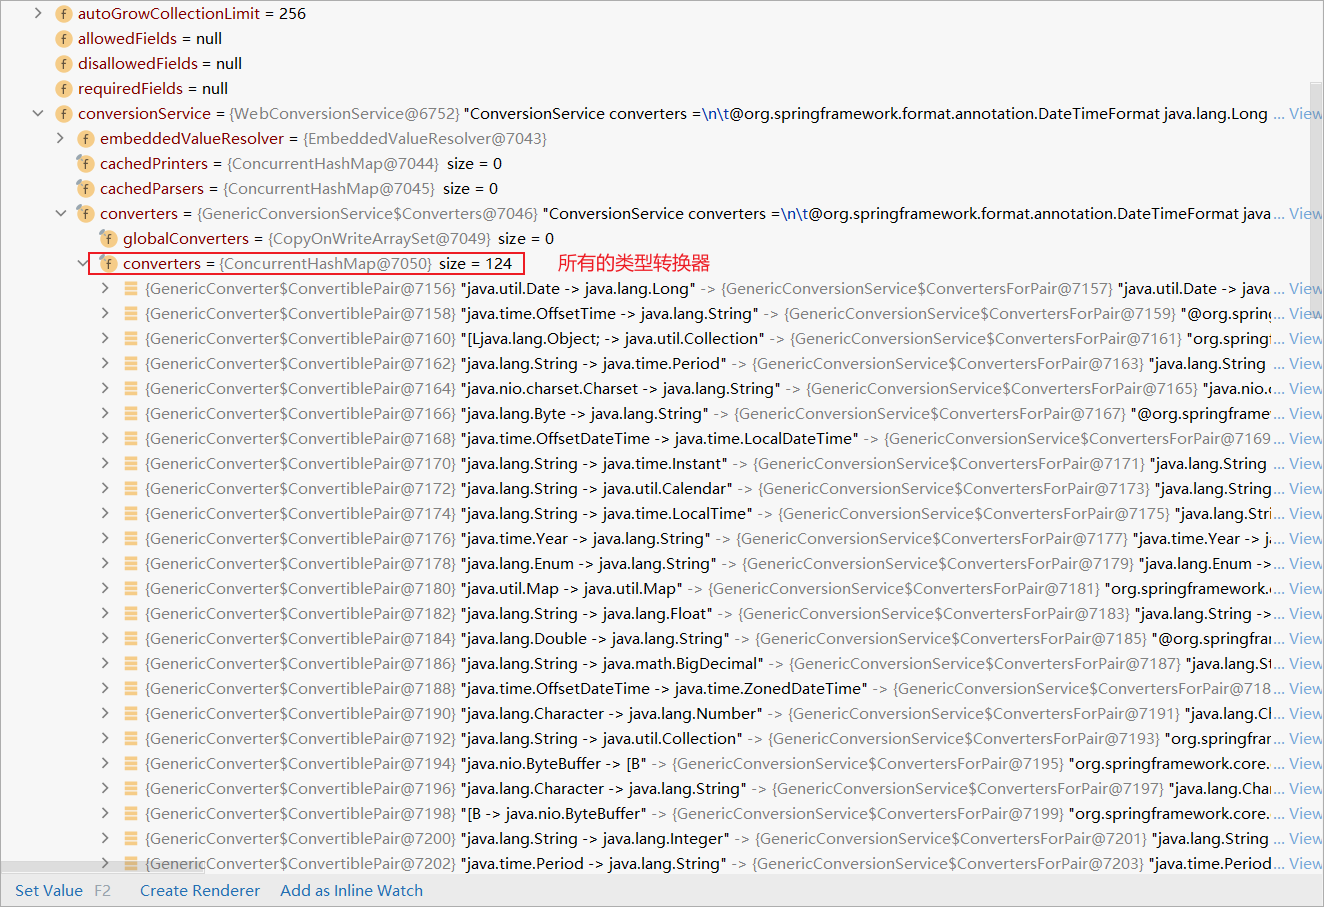 autoGrowCollectionLimit = 256
allowedFields = null
disallowedFields = null
requiredFields = null
conversionService = {WebConversionService@6752} "ConversionService converters =\n\t@org.springframework.format.annotation.DateTimeFormat java.lang.Long ... View
embeddedValueResolver = {EmbeddedValueResolver@7043}
cachedPrinters = {ConcurrentHashMap@7044} size = 0
cachedParsers = {ConcurrentHashMap@7045} size = 0
converters = {GenericConversionService$Converters@7046} "ConversionService converters =\n\t@org.springframework.format.annotation.DateTimeFormat java... View
globalConverters = {CopyOnWriteArraySet@7049} size = 0
converters = {ConcurrentHashMap@7050} size = 124 所有的类型转换器
{GenericConverter$ConvertiblePair@7156} "java.util.Date -> java.lang.Long" -> {GenericConversionService$ConvertersForPair@7157} "java.util.Date -> java... View
{GenericConverter$ConvertiblePair@7158} "java.time.OffsetTime -> java.lang.String" -> {GenericConversionService$ConvertersForPair@7159} "@org.spring... View
{GenericConverter$ConvertiblePair@7160} "[Ljava.lang.Object; -> java.util.Collection" -> {GenericConversionService$ConvertersForPair@7161} "org.springf... View
{GenericConverter$ConvertiblePair@7162} "java.lang.String -> java.time.Period" -> {GenericConversionService$ConvertersForPair@7163} "java.lang.String ... View
{GenericConverter$ConvertiblePair@7164} "java.nio.charset.Charset -> java.lang.String" -> {GenericConversionService$ConvertersForPair@7165} "java.nio.c... View
{GenericConverter$ConvertiblePair@7166} "java.lang.Byte -> java.lang.String" -> {GenericConversionService$ConvertersForPair@7167} "@org.springframew... View
{GenericConverter$ConvertiblePair@7168} "java.time.OffsetDateTime -> java.time.LocalDateTime" -> {GenericConversionService$ConvertersForPair@7169... View
{GenericConverter$ConvertiblePair@7170} "java.lang.String -> java.time.Instant" -> {GenericConversionService$ConvertersForPair@7171} "java.lang.String ... View
{GenericConverter$ConvertiblePair@7172} "java.lang.String -> java.util.Calendar" -> {GenericConversionService$ConvertersForPair@7173} "java.lang.String... View
{GenericConverter$ConvertiblePair@7174} "java.lang.String -> java.time.LocalTime" -> {GenericConversionService$ConvertersForPair@7175} "java.lang.Stri... View
{GenericConverter$ConvertiblePair@7176} "java.time.Year -> java.lang.String" -> {GenericConversionService$ConvertersForPair@7177} "java.time.Year -> ja... View
{GenericConverter$ConvertiblePair@7178} "java.lang.Enum -> java.lang.String" -> {GenericConversionService$ConvertersForPair@7179} "java.lang.Enum ->... View
{GenericConverter$ConvertiblePair@7180} "java.util.Map -> java.util.Map" -> {GenericConversionService$ConvertersForPair@7181} "org.springframework.c... View
{GenericConverter$ConvertiblePair@7182} "java.lang.String -> java.lang.Float" -> {GenericConversionService$ConvertersForPair@7183} "java.lang.String ->... View
{GenericConverter$ConvertiblePair@7184} "java.lang.Double -> java.lang.String" -> {GenericConversionService$ConvertersForPair@7185} "@org.springfran... View
{GenericConverter$ConvertiblePair@7186} "java.lang.String -> java.math.BigDecimal" -> {GenericConversionService$ConvertersForPair@7187} "java.lang.St... View
{GenericConverter$ConvertiblePair@7188} "java.time.OffsetDateTime -> java.time.ZonedDateTime" -> {GenericConversionService$ConvertersForPair@718... View
{GenericConverter$ConvertiblePair@7190} "java.lang.Character -> java.lang.Number" -> {GenericConversionService$ConvertersForPair@7191} "java.lang.Cl... View
{GenericConverter$ConvertiblePair@7192} "java.lang.String -> java.util.Collection" -> {GenericConversionService$ConvertersForPair@7193} "org.springfran... View
{GenericConverter$ConvertiblePair@7194} "java.nio.ByteBuffer -> [B" -> {GenericConversionService$ConvertersForPair@7195} "org.springframework.core.... View
{GenericConverter$ConvertiblePair@7196} "java.lang.Character -> java.lang.String" -> {GenericConversionService$ConvertersForPair@7197} "java.lang.Char... View
{GenericConverter$ConvertiblePair@7198} "[B -> java.nio.ByteBuffer" -> {GenericConversionService$ConvertersForPair@7199} "org.springframework.core.... View
{GenericConverter$ConvertiblePair@7200} "java.lang.String -> java.lang.Integer" -> {GenericConversionService$ConvertersForPair@7201} "java.lang.String ... View
{GenericConverter$ConvertiblePair@7202} "java.time.Period -> java.lang.String" -> {GenericConversionService$ConvertersForPair@7203} "java.time.Period... View
Set Value F2 Create Renderer Add as Inline Watch